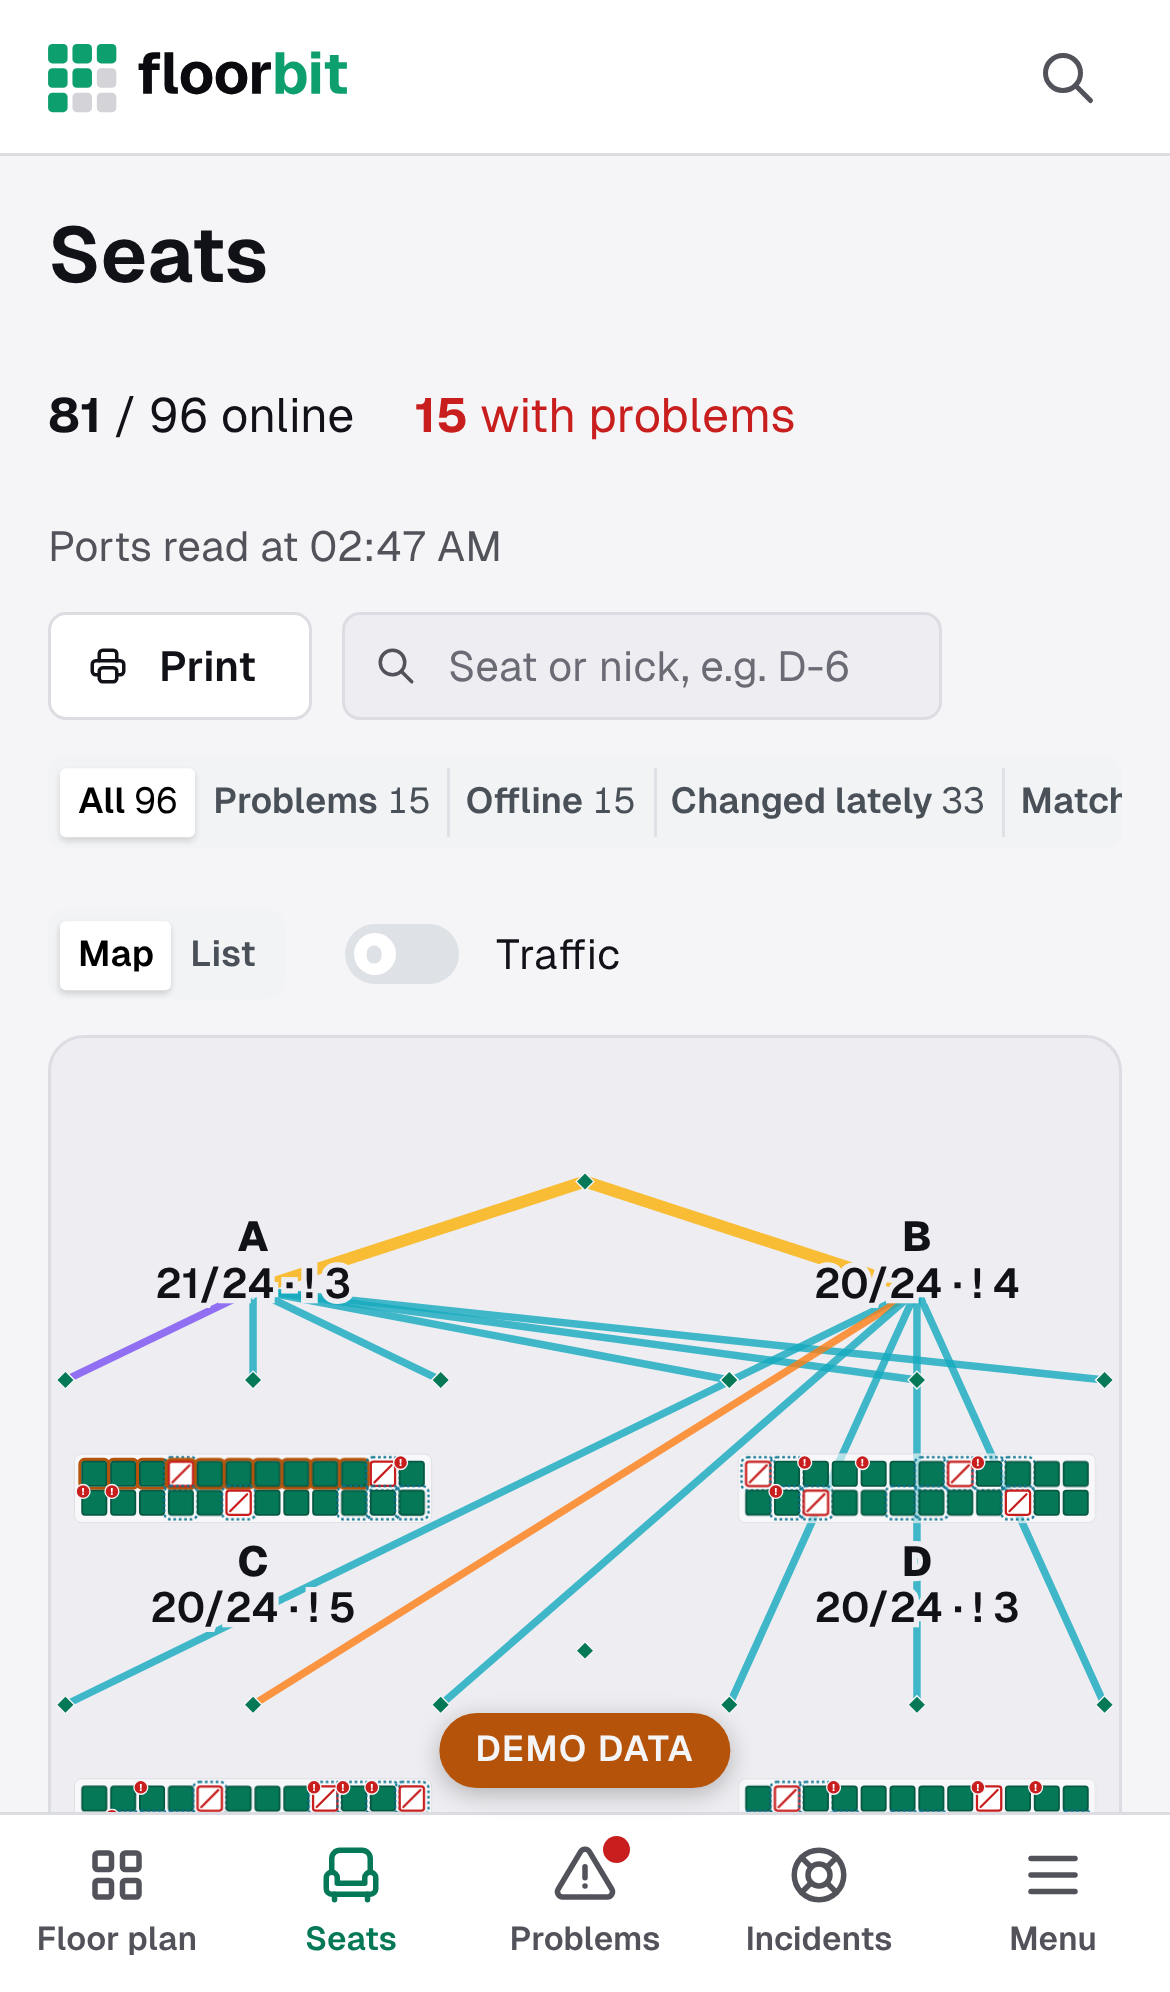 floorbit
Seats
81 / 96 online 15 with problems
Ports read at 02:47 AM
Print
Seat or nick, e.g. D-6
All 96 Problems 15 Offline 15 Changed lately 33 Match
Map List Traffic
A
21/24 · ! 3
B
20/24 · ! 4
C
20/24 · ! 5
D
20/24 · ! 3
DEMO DATA
Floor plan Seats Problems Incidents Menu